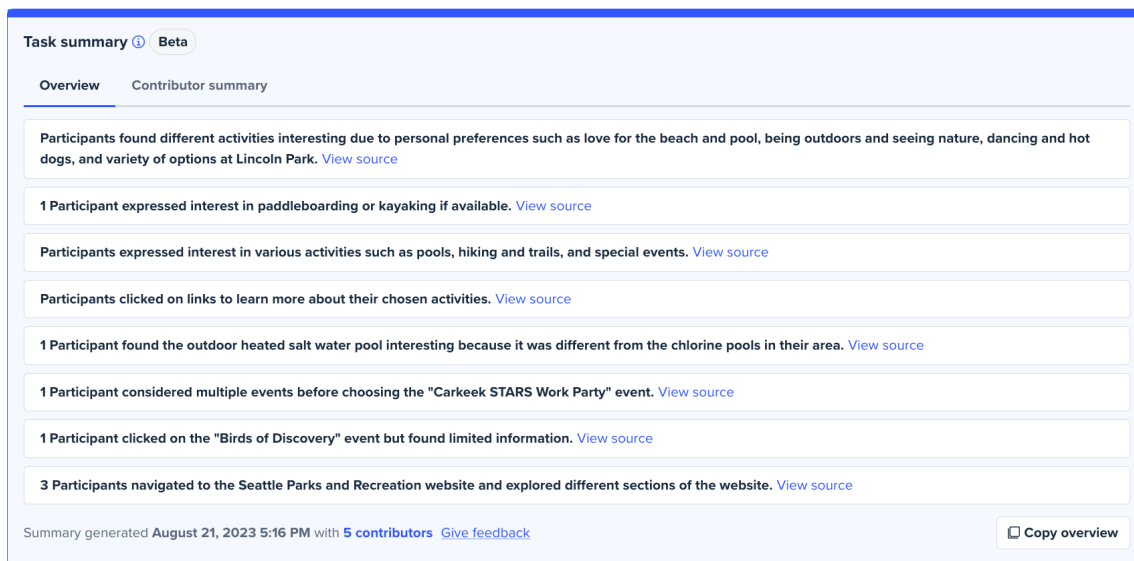 Task summary Beta
Overview Contributor summary
Participants found different activities interesting due to personal preferences such as love for the beach and pool, being outdoors and seeing nature, dancing and hot
dogs, and variety of options at Lincoln Park. View source
1 Participant expressed interest in paddleboarding or kayaking if available. View source
Participants expressed interest in various activities such as pools, hiking and trails, and special events. View source
Participants clicked on links to learn more about their chosen activities. View source
1 Participant found the outdoor heated salt water pool interesting because it was different from the chlorine pools in their area. View source
1 Participant considered multiple events before choosing the "Carkeek STARS Work Party" event. View source
1 Participant clicked on the "Birds of Discovery" event but found limited information. View source
3 Participants navigated to the Seattle Parks and Recreation website and explored different sections of the website. View source
Summary generated August 21, 2023 5:16 PM with 5 contributors Give feedback
Copy overview